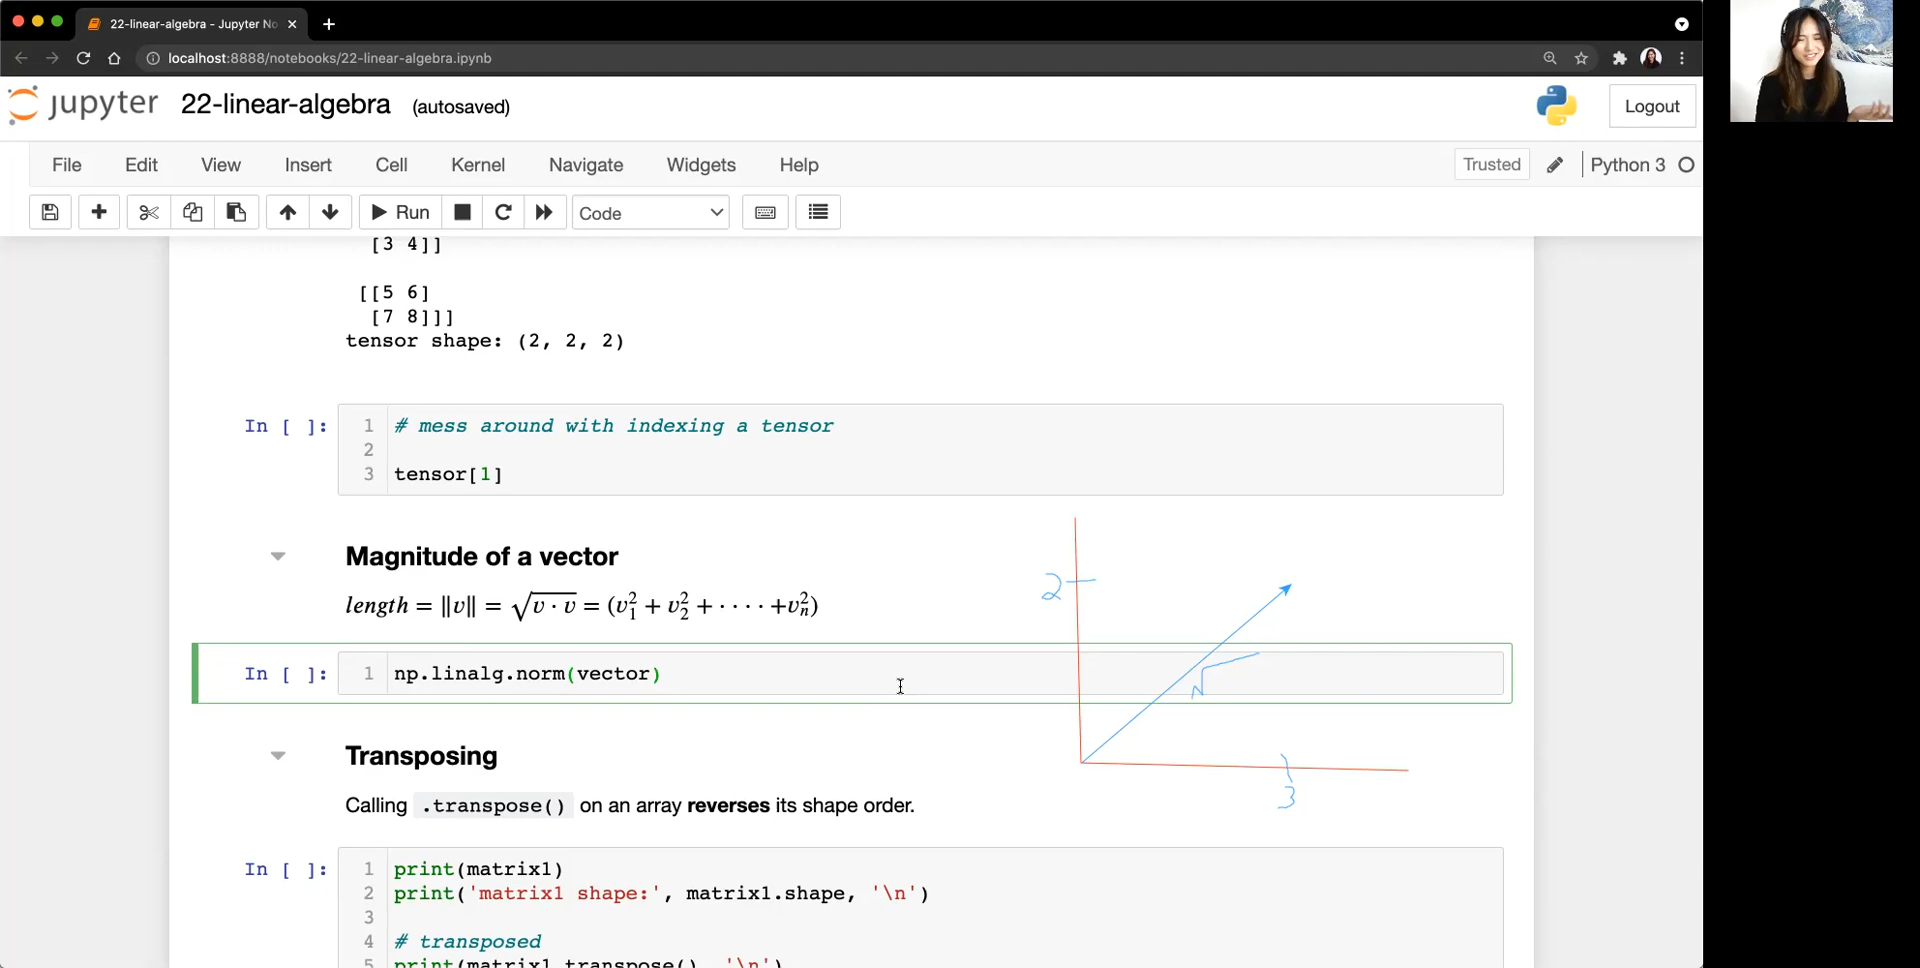 22-linear-algebra - Jupyter No
localhost:8888/notebooks/22-linear-algebra.ipynb
jupyter 22-linear-algebra (autosaved) Logout
File Edit View Insert Cell Kernel Navigate Widgets Help Trusted Python 3
Run Code
[3 4]]
[[5 6]
[7 8]]]
tensor shape: (2, 2, 2)
In [ ]: 1 # mess around with indexing a tensor
2
3 tensor[1]
Magnitude of a vector
length = ‖v‖ = √v · v = (v₁² + v₂² + · · · · +vₙ²)
2
In [ ]: 1 np.linalg.norm(vector)
√
Transposing
3
Calling .transpose() on an array reverses its shape order.
In [ ]: 1 print(matrix1)
2 print('matrix1 shape:', matrix1.shape, '\n')
3
4 # transposed
5 print(matrix1.transpose(), '\n')